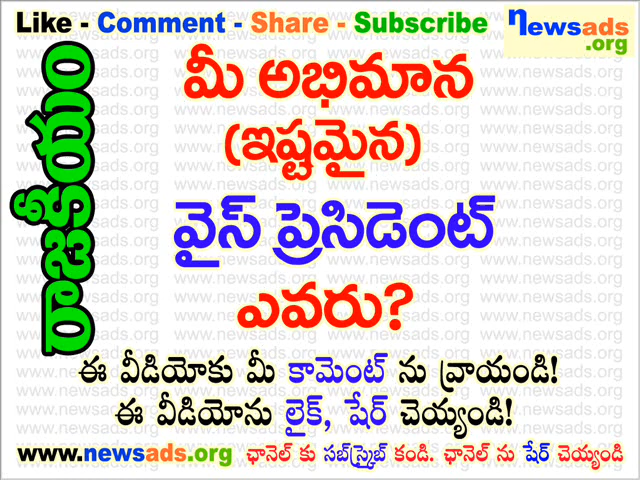 Like - Comment - Share - Subscribe
newsads
.org
రాజకీయం
మీ అభిమాన
(ఇష్టమైన)
వైస్ ప్రెసిడెంట్
ఎవరు?
ఈ వీడియోకు మీ కామెంట్ ను వ్రాయండి!
ఈ వీడియోను లైక్, షేర్ చెయ్యండి!
www.newsads.org ఛానెల్ కు సబ్‌స్క్రైబ్ కండి. ఛానెల్ ను షేర్ చెయ్యండి